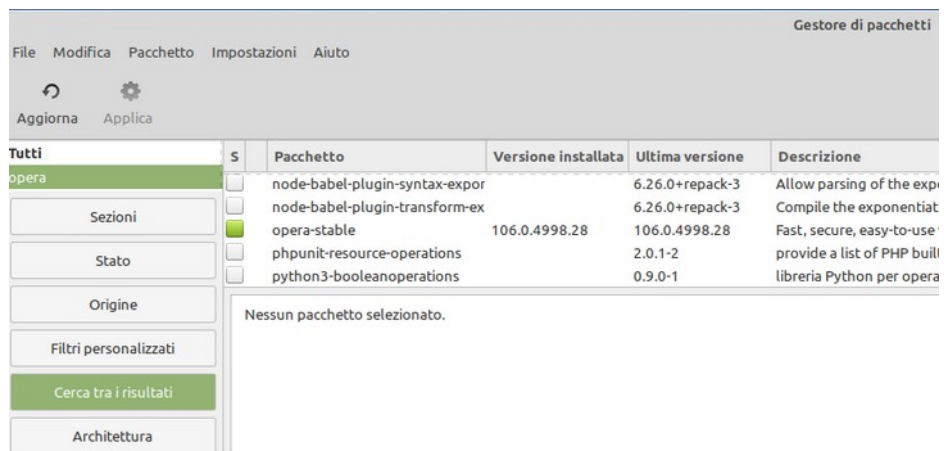 Gestore di pacchetti
File Modifica Pacchetto Impostazioni Aiuto
Aggiorna Applica
Tutti
opera
Sezioni
Stato
Origine
Filtri personalizzati
Cerca tra i risultati
Architettura
S Pacchetto Versione installata Ultima versione Descrizione
node-babel-plugin-syntax-expor 6.26.0+repack-3 Allow parsing of the expo
node-babel-plugin-transform-ex 6.26.0+repack-3 Compile the exponentiat
opera-stable 106.0.4998.28 106.0.4998.28 Fast, secure, easy-to-use
phpunit-resource-operations 2.0.1-2 provide a list of PHP buil
python3-booleanoperations 0.9.0-1 libreria Python per opera
Nessun pacchetto selezionato.